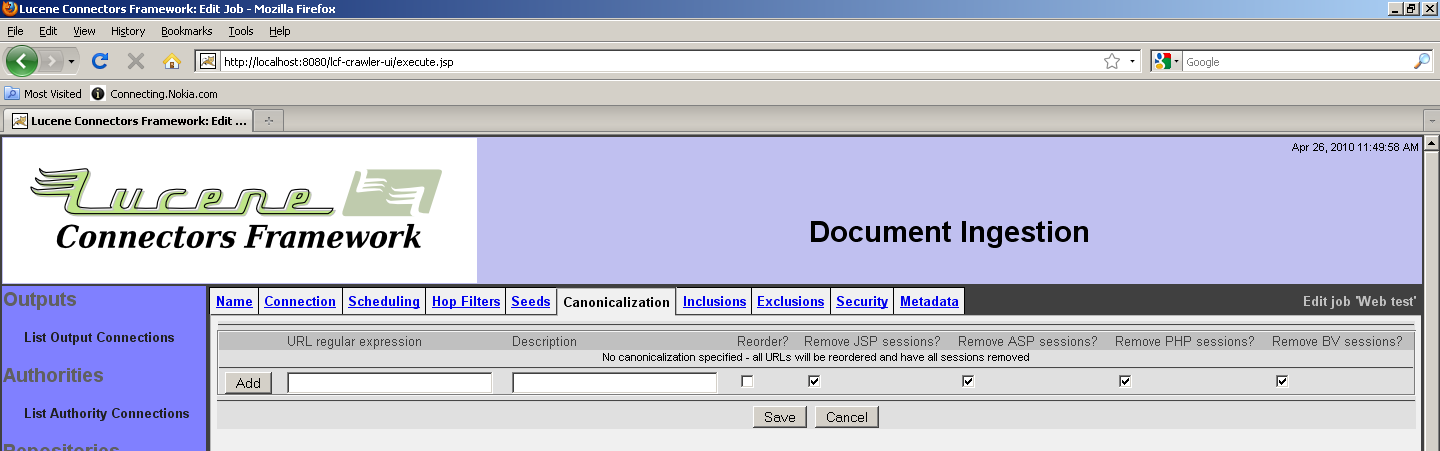 Lucene Connectors Framework: Edit Job - Mozilla Firefox
File Edit View History Bookmarks Tools Help
http://localhost:8080/lcf-crawler-ui/execute.jsp
Google
Most Visited Connecting.Nokia.com
Lucene Connectors Framework: Edit ...
Apr 26, 2010 11:49:58 AM
Lucene
Connectors Framework
Document Ingestion
Outputs
List Output Connections
Authorities
List Authority Connections
Repositories
Name Connection Scheduling Hop Filters Seeds Canonicalization Inclusions Exclusions Security Metadata Edit job 'Web test'
URL regular expression Description Reorder? Remove JSP sessions? Remove ASP sessions? Remove PHP sessions? Remove BV sessions?
No canonicalization specified - all URLs will be reordered and have all sessions removed
Add
Save Cancel